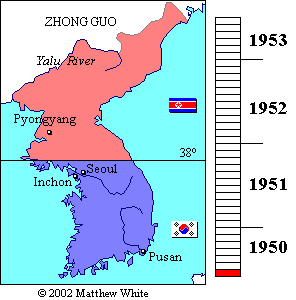 ZHONG GUO
Yalu River
Pyongyang
38°
Seoul
Inchon
Pusan
1953
1952
1951
1950
© 2002 Matthew White